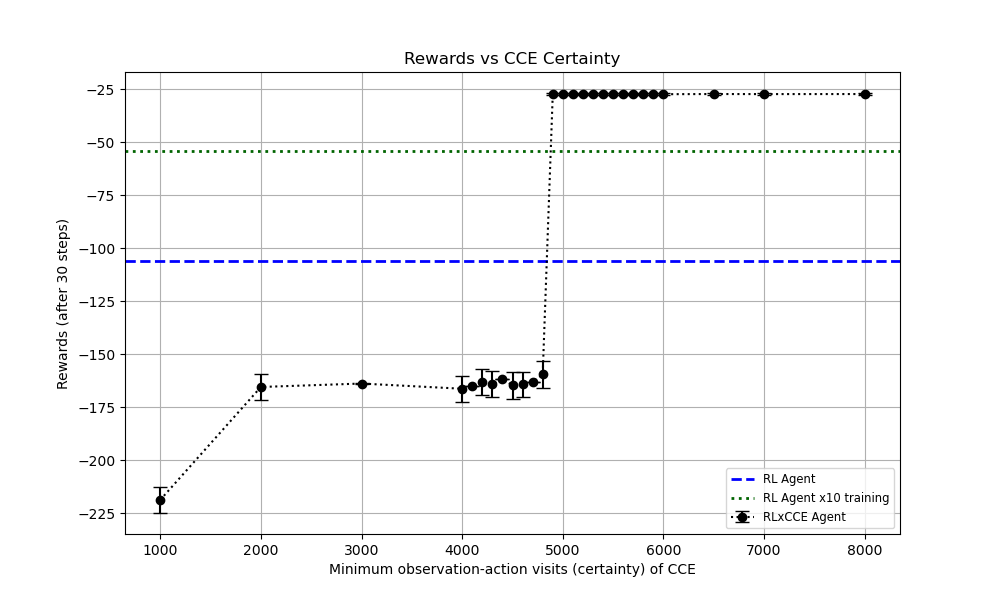 Rewards vs CCE Certainty
Rewards (after 30 steps)
−25
−50
−75
−100
−125
−150
−175
−200
−225
1000 2000 3000 4000 5000 6000 7000 8000
Minimum observation-action visits (certainty) of CCE
RL Agent
RL Agent x10 training
RLxCCE Agent